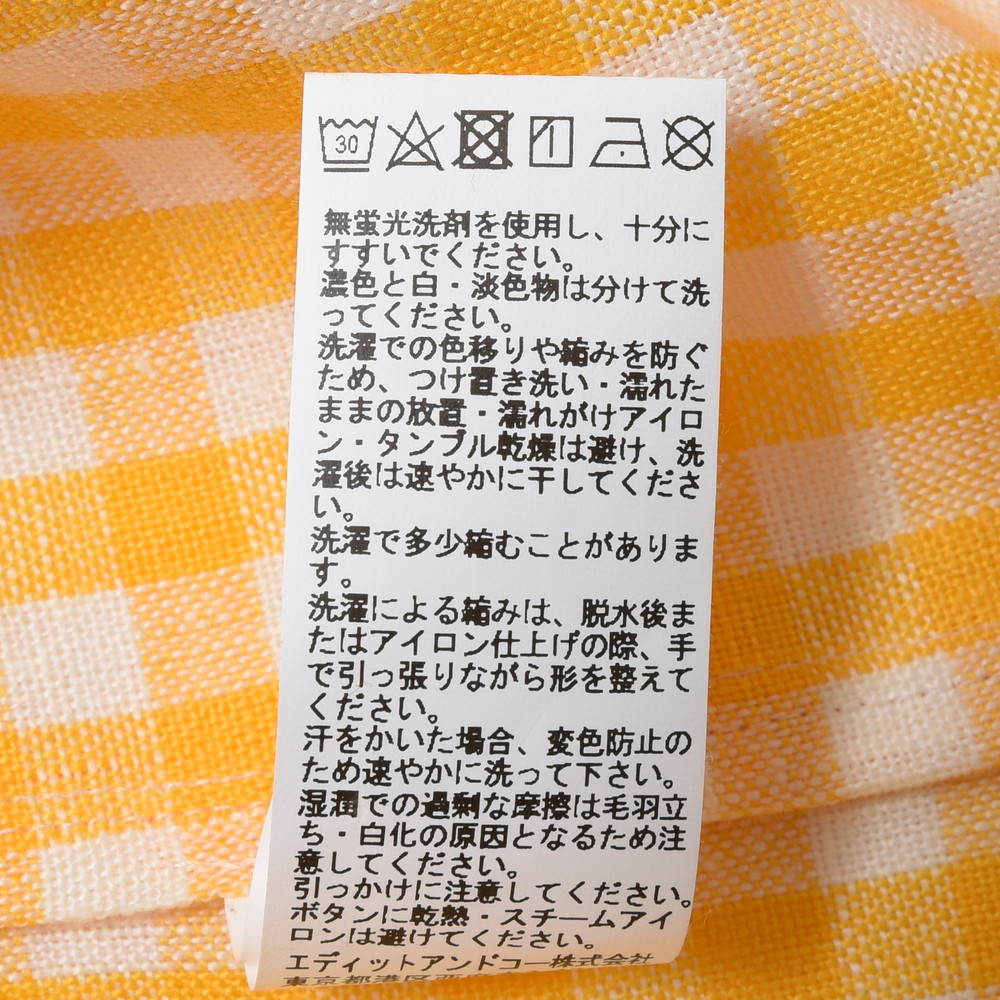 30
無蛍光洗剤を使用し、十分に
すすいでください。
濃色と白・淡色物は分けて洗
ってください。
洗濯での色移りや縮みを防ぐ
ため、つけ置き洗い・濡れた
ままの放置・濡れがけアイロ
ン・タンブル乾燥は避け、洗
濯後は速やかに干してくださ
い。
洗濯で多少縮むことがありま
す。
洗濯による縮みは、脱水後ま
たはアイロン仕上げの際、手
で引っ張りながら形を整えて
ください。
汗をかいた場合、変色防止の
ため速やかに洗って下さい。
湿潤での過剰な摩擦は毛羽立
ち・白化の原因となるため注
意してください。
引っかけに注意してください。
ボタンに乾熱・スチームアイ
ロンは避けてください。
エディットアンドコー株式会社
東京都港区